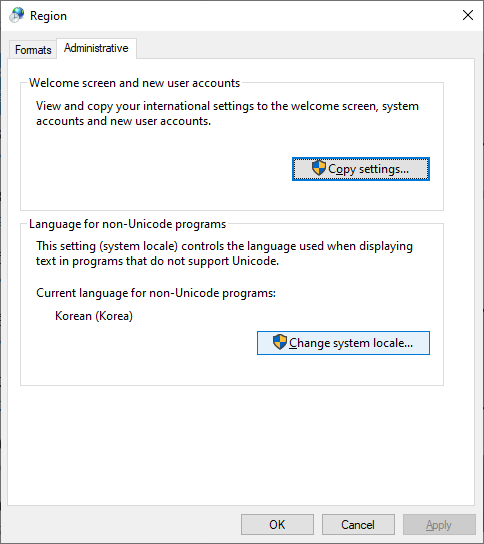 Region
Formats
Administrative
Welcome screen and new user accounts
View and copy your international settings to the welcome screen, system
accounts and new user accounts.
Copy settings...
Language for non-Unicode programs
This setting (system locale) controls the language used when displaying
text in programs that do not support Unicode.
Current language for non-Unicode programs:
Korean (Korea)
Change system locale...
OK
Cancel
Apply